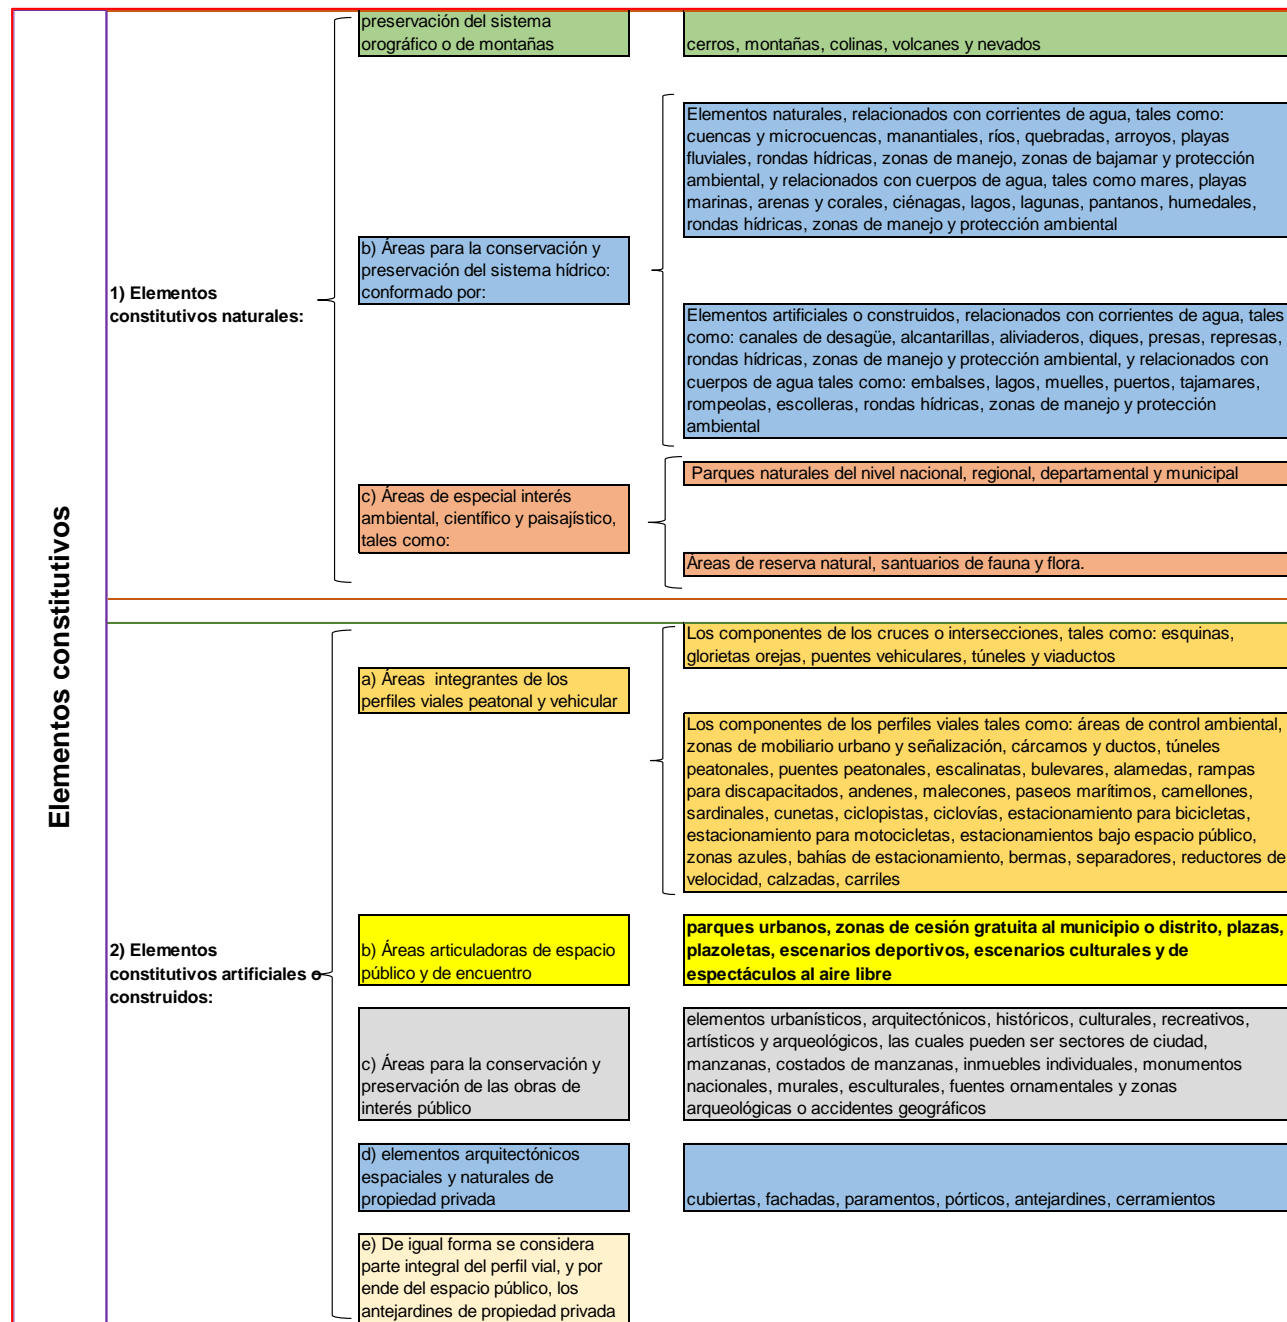 Elementos constitutivos
1) Elementos
constitutivos naturales:
preservación del sistema
orográfico o de montañas
cerros, montañas, colinas, volcanes y nevados
b) Áreas para la conservación y
preservación del sistema hídrico:
conformado por:
Elementos naturales, relacionados con corrientes de agua, tales como:
cuencas y microcuencas, manantiales, ríos, quebradas, arroyos, playas
fluviales, rondas hídricas, zonas de manejo, zonas de bajamar y protección
ambiental, y relacionados con cuerpos de agua, tales como mares, playas
marinas, arenas y corales, ciénagas, lagos, lagunas, pantanos, humedales,
rondas hídricas, zonas de manejo y protección ambiental
Elementos artificiales o construidos, relacionados con corrientes de agua, tales
como: canales de desagüe, alcantarillas, aliviaderos, diques, presas, represas,
rondas hídricas, zonas de manejo y protección ambiental, y relacionados con
cuerpos de agua tales como: embalses, lagos, muelles, puertos, tajamares,
rompeolas, escolleras, rondas hídricas, zonas de manejo y protección
ambiental
c) Áreas de especial interés
ambiental, científico y paisajístico,
tales como:
Parques naturales del nivel nacional, regional, departamental y municipal
Áreas de reserva natural, santuarios de fauna y flora.
2) Elementos
constitutivos artificiales o
construidos:
a) Áreas integrantes de los
perfiles viales peatonal y vehicular
Los componentes de los cruces o intersecciones, tales como: esquinas,
glorietas orejas, puentes vehiculares, túneles y viaductos
Los componentes de los perfiles viales tales como: áreas de control ambiental,
zonas de mobiliario urbano y señalización, cárcamos y ductos, túneles
peatonales, puentes peatonales, escalinatas, bulevares, alamedas, rampas
para discapacitados, andenes, malecones, paseos marítimos, camellones,
sardinales, cunetas, ciclopistas, ciclovías, estacionamiento para bicicletas,
estacionamiento para motocicletas, estacionamientos bajo espacio público,
zonas azules, bahías de estacionamiento, bermas, separadores, reductores de
velocidad, calzadas, carriles
b) Áreas articuladoras de espacio
público y de encuentro
parques urbanos, zonas de cesión gratuita al municipio o distrito, plazas,
plazoletas, escenarios deportivos, escenarios culturales y de
espectáculos al aire libre
c) Áreas para la conservación y
preservación de las obras de
interés público
elementos urbanísticos, arquitectónicos, históricos, culturales, recreativos,
artísticos y arqueológicos, las cuales pueden ser sectores de ciudad,
manzanas, costados de manzanas, inmuebles individuales, monumentos
nacionales, murales, esculturales, fuentes ornamentales y zonas
arqueológicas o accidentes geográficos
d) elementos arquitectónicos
espaciales y naturales de
propiedad privada
cubiertas, fachadas, paramentos, pórticos, antejardines, cerramientos
e) De igual forma se considera
parte integral del perfil vial, y por
ende del espacio público, los
antejardines de propiedad privada